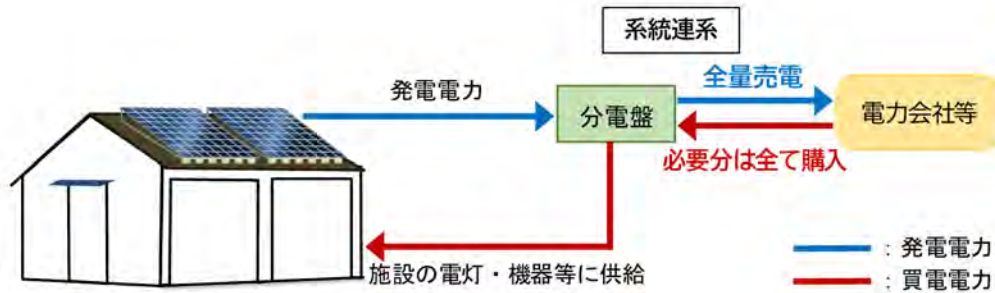 系統連系
全量売電
発電電力
分電盤
電力会社等
必要分は全て購入
施設の電灯・機器等に供給
：発電電力
：買電電力